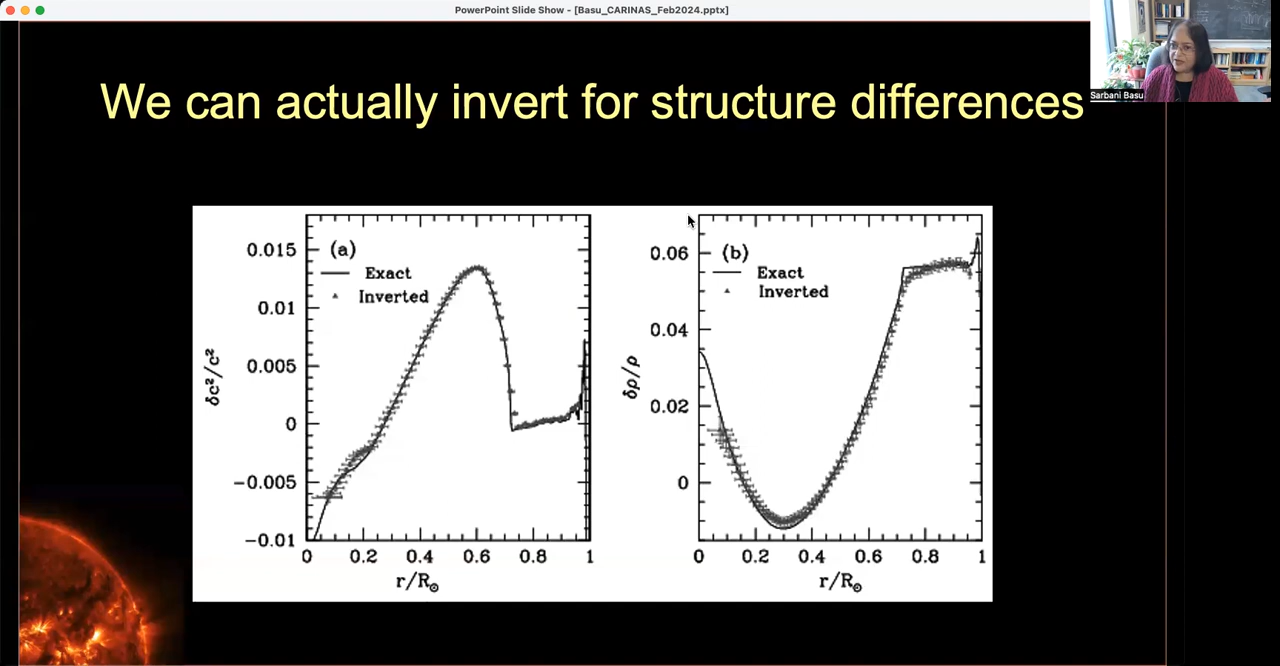 PowerPoint Slide Show - [Basu_CARINAS_Feb2024.pptx]
Sarbani Basu
We can actually invert for structure differences
(a)
Exact
Inverted
0.015
0.01
0.005
0
−0.005
−0.01
δc²/c²
0 0.2 0.4 0.6 0.8 1
r/R☉
(b)
Exact
Inverted
0.06
0.04
0.02
0
δρ/ρ
0 0.2 0.4 0.6 0.8 1
r/R☉